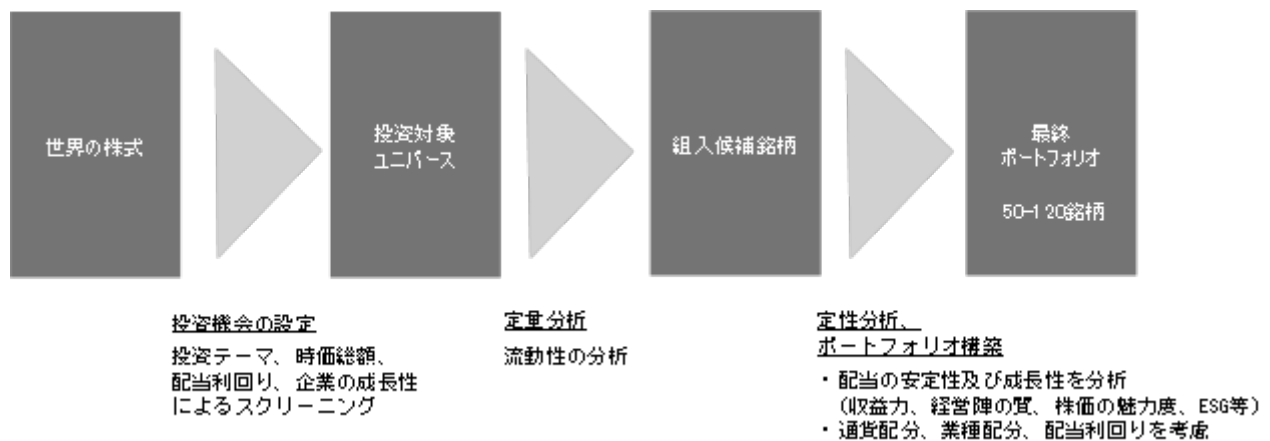 世界の株式
投資対象
ユニバース
組入候補銘柄
最終
ポートフォリオ
50-120銘柄
投資機会の設定
投資テーマ、時価総額、
配当利回り、企業の成長性
によるスクリーニング
定量分析
流動性の分析
定性分析、
ポートフォリオ構築
・配当の安定性及び成長性を分析
（収益力、経営陣の質、株価の魅力度、ESG等）
・通貨配分、業種配分、配当利回りを考慮